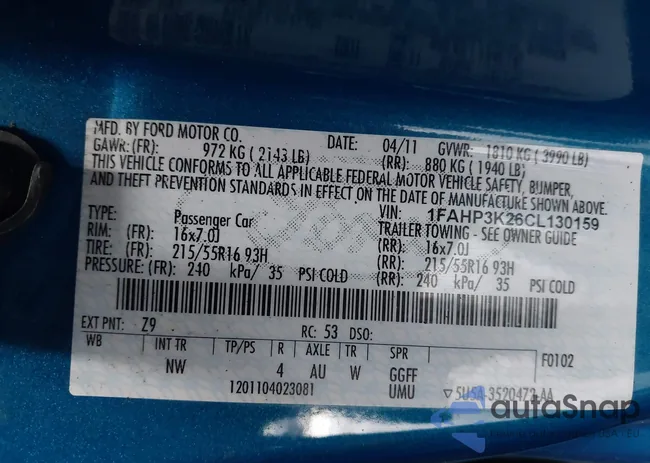 MFD. BY FORD MOTOR CO. DATE: 04/11 GVWR: 1810 KG ( 3990 LB)
GAWR: (FR): 972 KG ( 2143 LB) (RR): 880 KG ( 1940 LB)
THIS VEHICLE CONFORMS TO ALL APPLICABLE FEDERAL MOTOR VEHICLE SAFETY, BUMPER,
AND THEFT PREVENTION STANDARDS IN EFFECT ON THE DATE OF MANUFACTURE SHOWN ABOVE.
VIN: 1FAHP3K26CL130159
TYPE: Passenger Car TRAILER TOWING - SEE OWNER GUIDE
RIM: (FR): 16x7.0J (RR): 16x7.0J
TIRE: (FR): 215/55R16 93H (RR): 215/55R16 93H
PRESSURE: (FR): 240 kPa/ 35 PSI COLD (RR): 240 kPa/ 35 PSI COLD
EXT PNT: Z9 RC: 53 DSO:
WB INT TR TP/PS R AXLE TR SPR F0102
NW 4 AU W GGFF
1201104023081 UMU ▽ 5U5A-3520472-AA
autoSnap